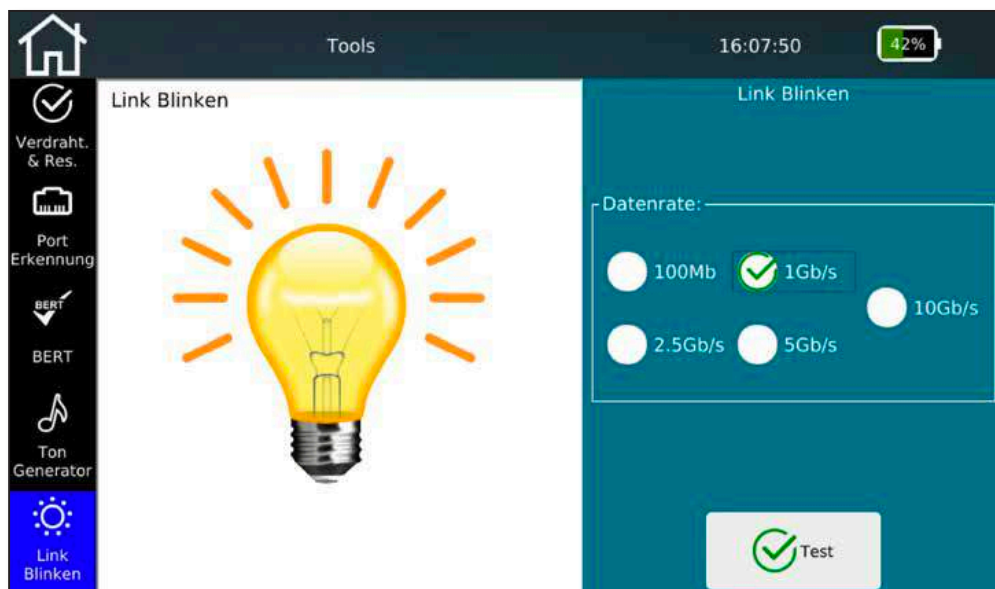 Tools
16:07:50
42%
Verdraht.
& Res.
Port
Erkennung
BERT
BERT
Ton
Generator
Link
Blinken
Link Blinken
Link Blinken
Datenrate:
100Mb
1Gb/s
10Gb/s
2.5Gb/s
5Gb/s
Test